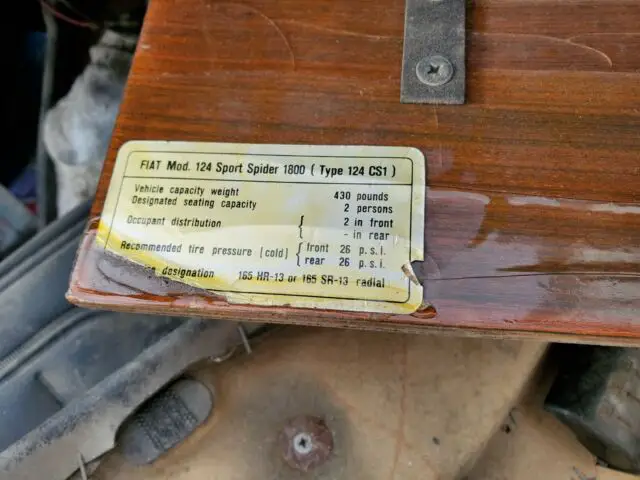 FIAT Mod. 124 Sport Spider 1800 ( Type 124 CS1 )
Vehicle capacity weight 430 pounds
Designated seating capacity 2 persons
Occupant distribution { 2 in front
- in rear
Recommended tire pressure (cold) { front 26 p.s.i.
rear 26 p.s.i.
designation 165 HR-13 or 165 SR-13 radial